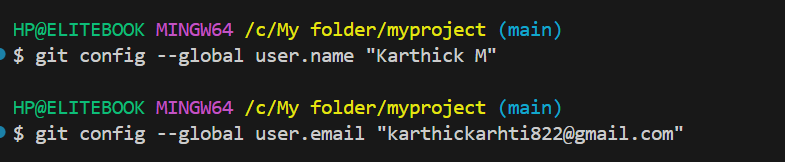 HP@ELITEBOOK MINGW64 /c/My folder/myproject (main)
$ git config --global user.name "Karthick M"
HP@ELITEBOOK MINGW64 /c/My folder/myproject (main)
$ git config --global user.email "karthickarhti822@gmail.com"